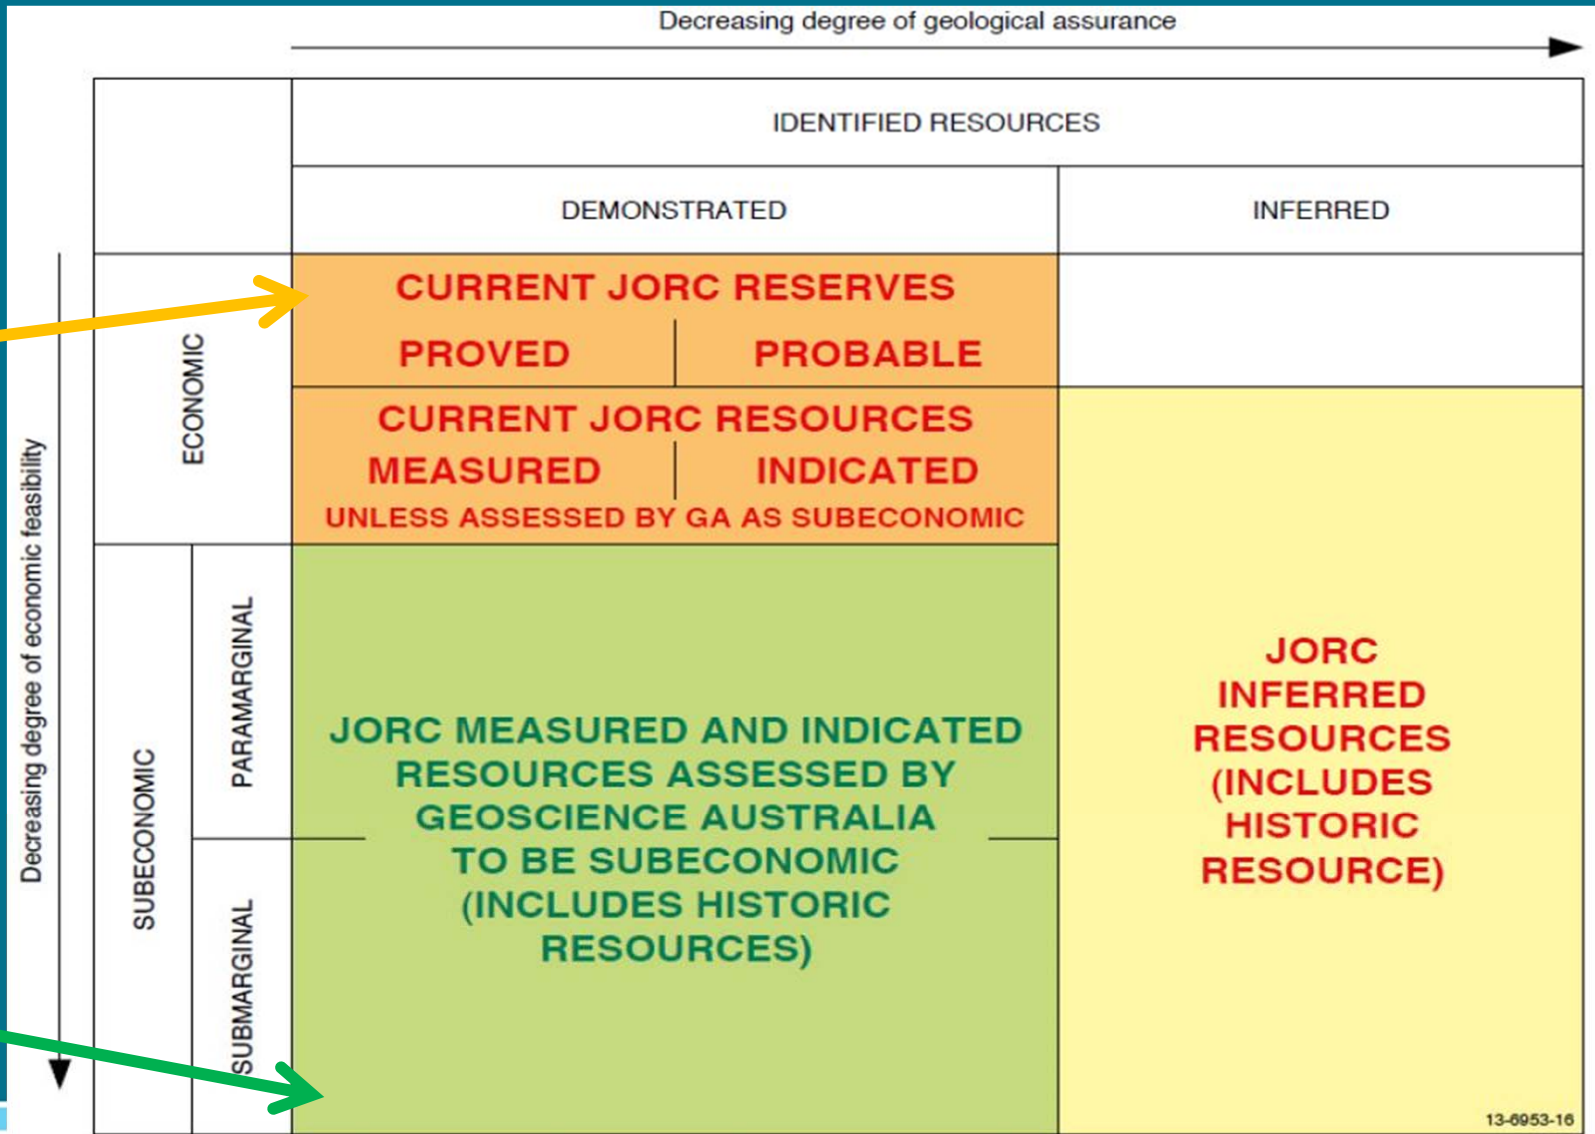 Decreasing degree of geological assurance
IDENTIFIED RESOURCES
DEMONSTRATED
INFERRED
Decreasing degree of economic feasibility
ECONOMIC
CURRENT JORC RESERVES
PROVED
PROBABLE
CURRENT JORC RESOURCES
MEASURED
INDICATED
UNLESS ASSESSED BY GA AS SUBECONOMIC
SUBECONOMIC
PARAMARGINAL
SUBMARGINAL
JORC MEASURED AND INDICATED
RESOURCES ASSESSED BY
GEOSCIENCE AUSTRALIA
TO BE SUBECONOMIC
(INCLUDES HISTORIC
RESOURCES)
JORC
INFERRED
RESOURCES
(INCLUDES
HISTORIC
RESOURCE)
13-6953-16